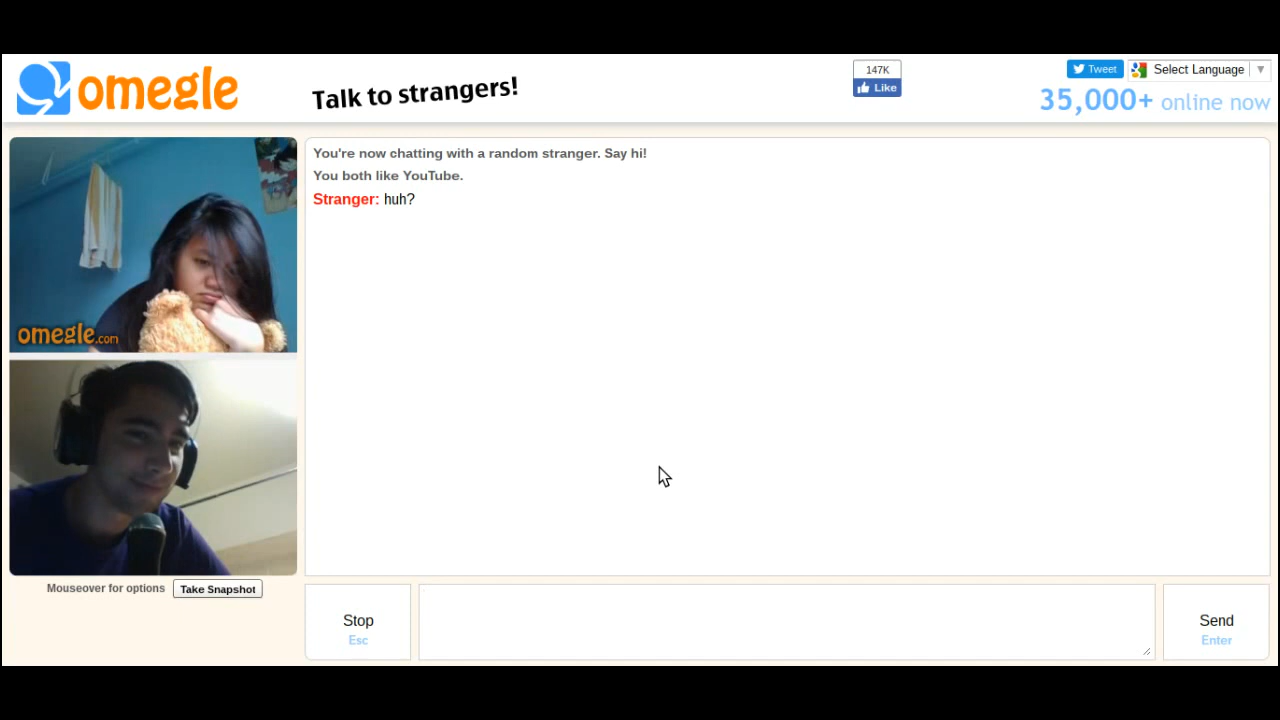 omegle
Talk to strangers!
147K
Like
Tweet
Select Language ▼
35,000+ online now
omegle.com
You're now chatting with a random stranger. Say hi!
You both like YouTube.
Stranger: huh?
Mouseover for options
Take Snapshot
Stop
Esc
Send
Enter